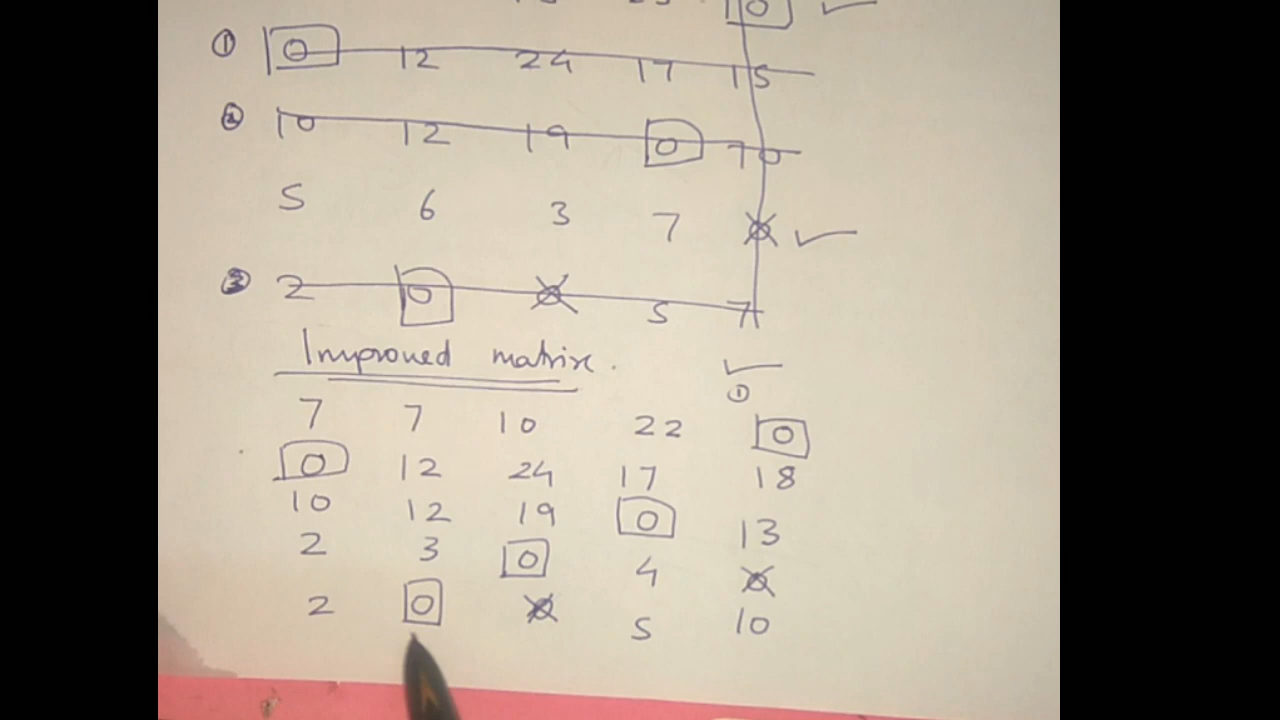 0 ✓
① 0 12 24 17 15
② 10 12 19 0 10
5 6 3 7 0 ✓
③ 2 0 0 5 7
Improved matrix. ✓
①
7 7 10 22 0
0 12 24 17 18
10 12 19 0 13
2 3 0 4 0
2 0 0 5 10